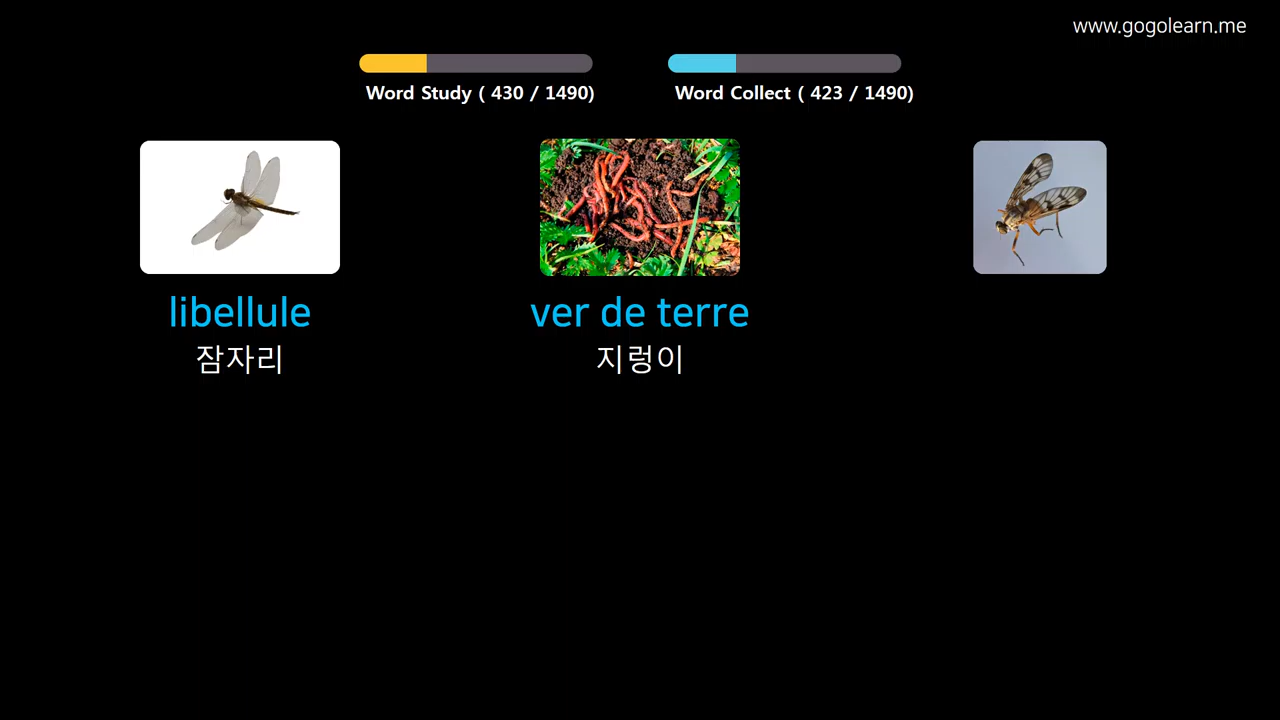 www.gogolearn.me
Word Study ( 430 / 1490)
Word Collect ( 423 / 1490)
libellule
잠자리
ver de terre
지렁이